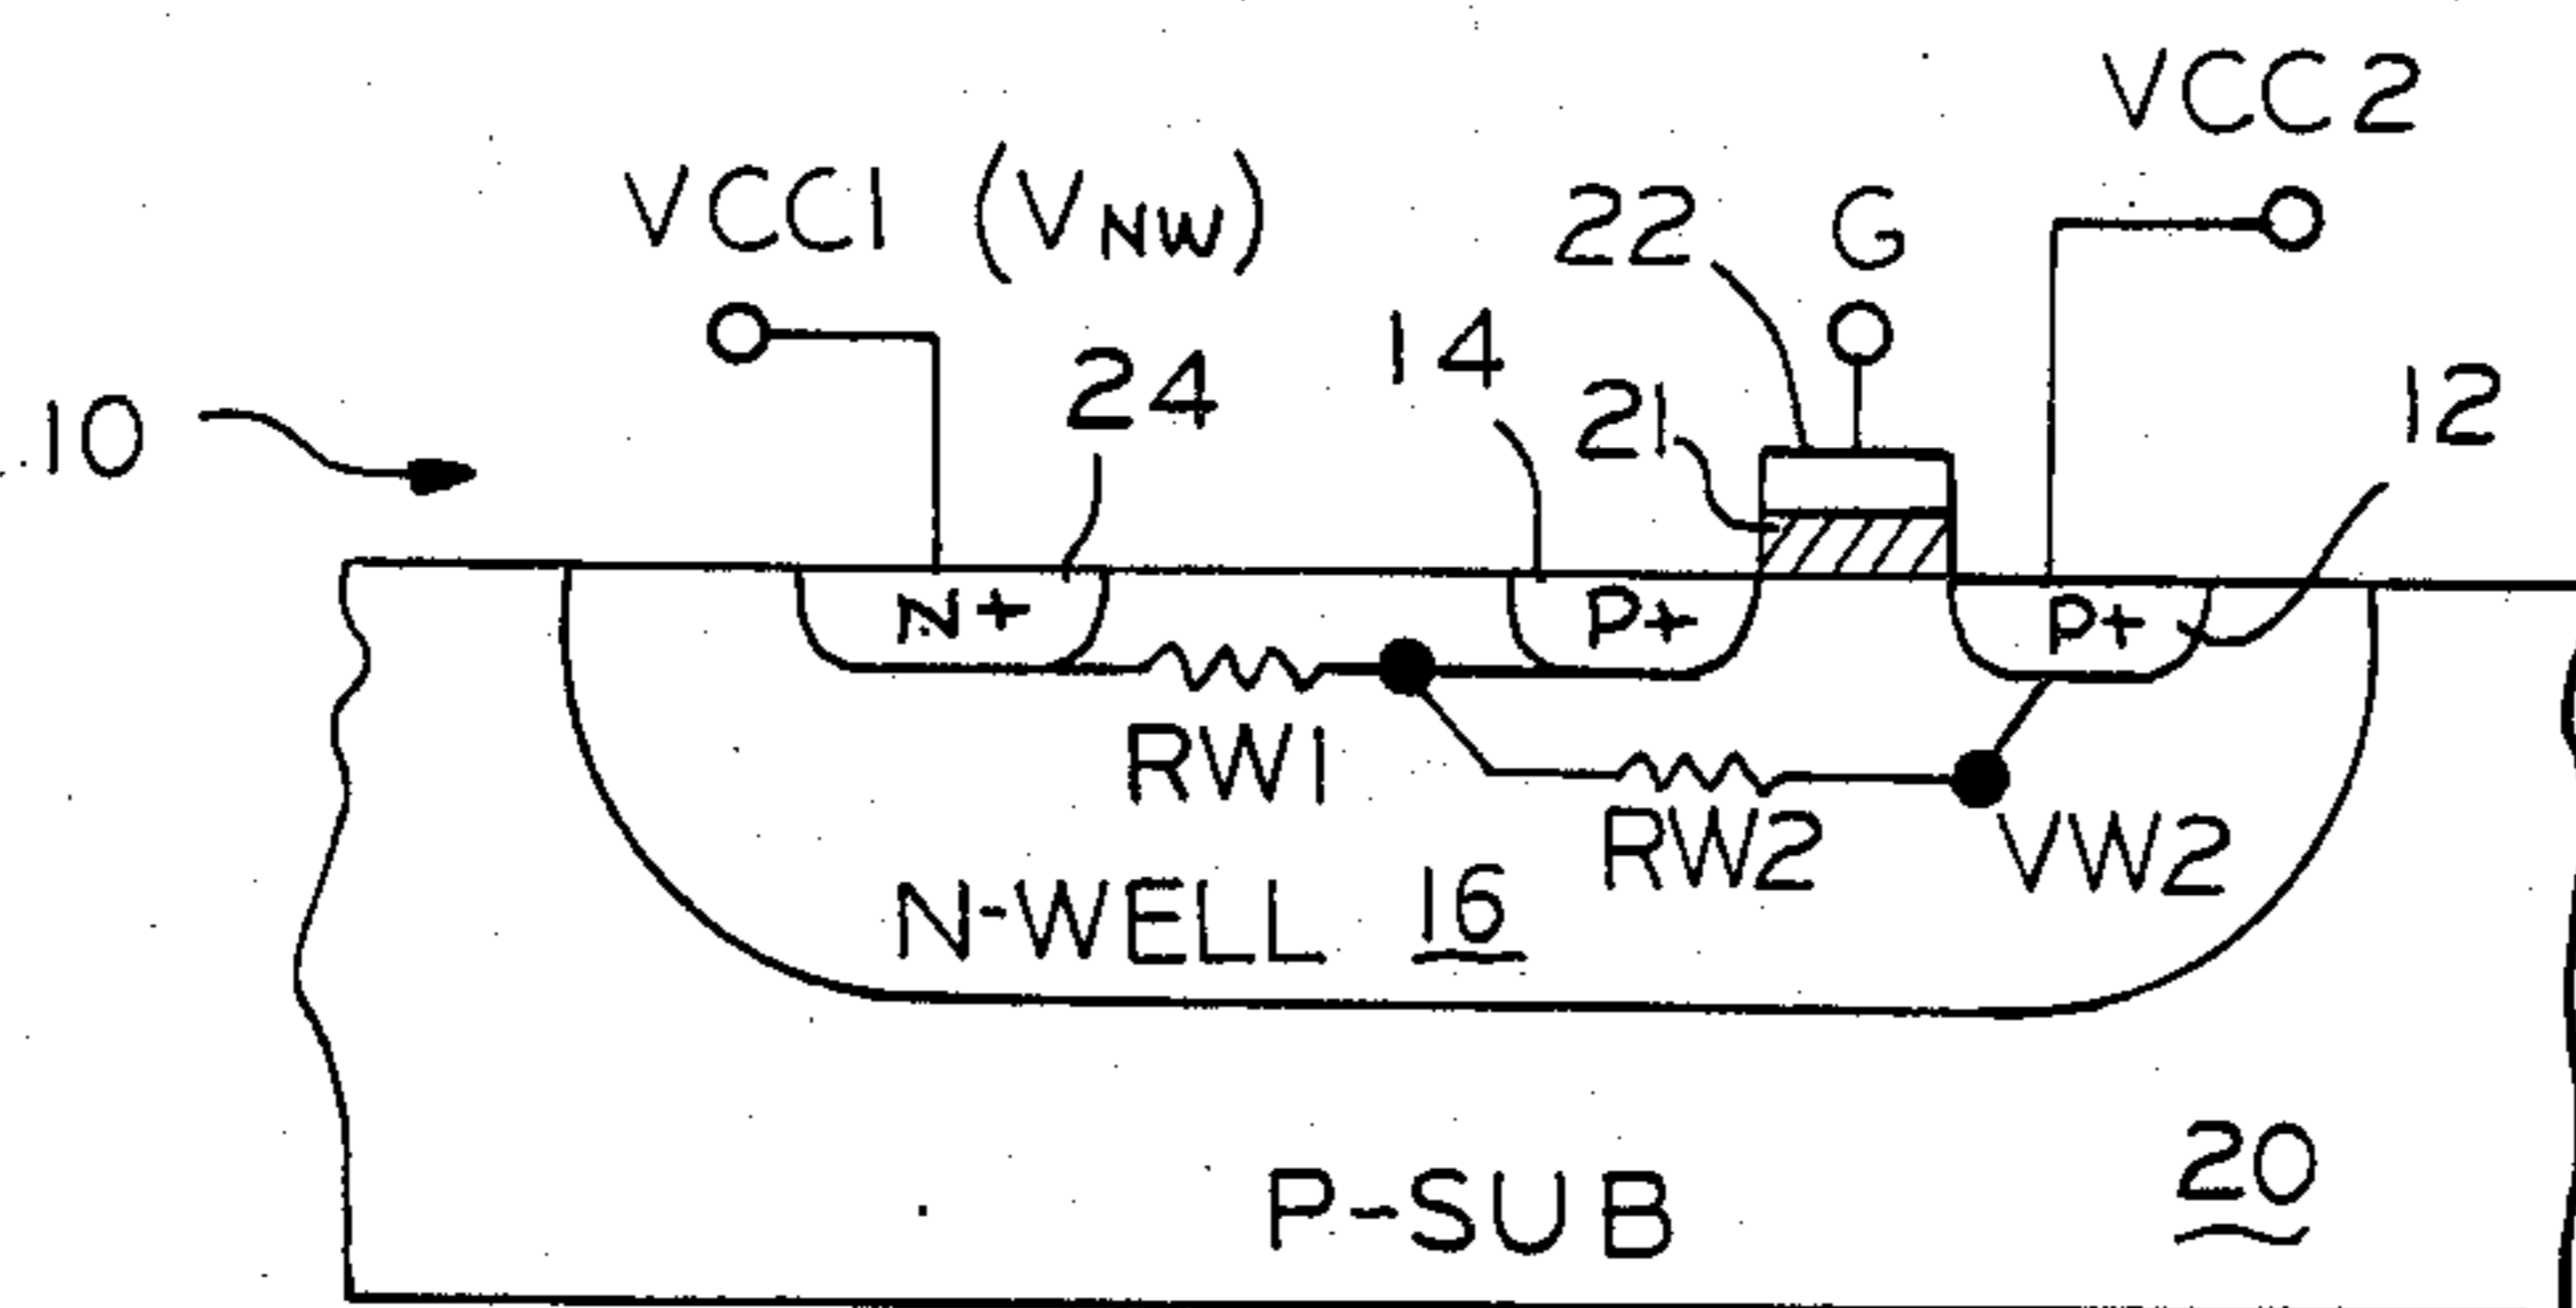 VCC2
VCC1 (VNW)
22
G
14
24
21
12
10
N+
P+
P+
RW1
RW2
VW2
N-WELL 16
20
P-SUB